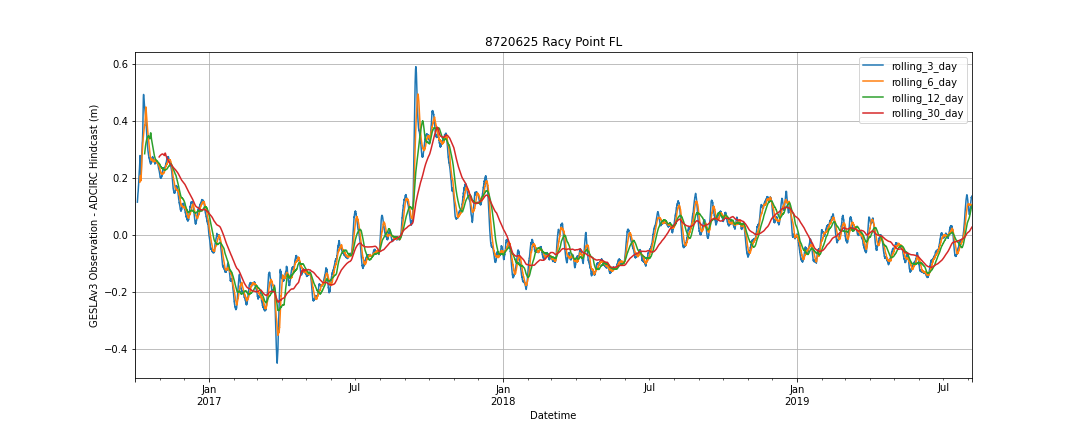 8720625 Racy Point FL
GESLAv3 Observation - ADCIRC Hindcast (m)
0.6
0.4
0.2
0.0
−0.2
−0.4
rolling_3_day
rolling_6_day
rolling_12_day
rolling_30_day
Jan
2017
Jul
Jan
2018
Jul
Jan
2019
Jul
Datetime